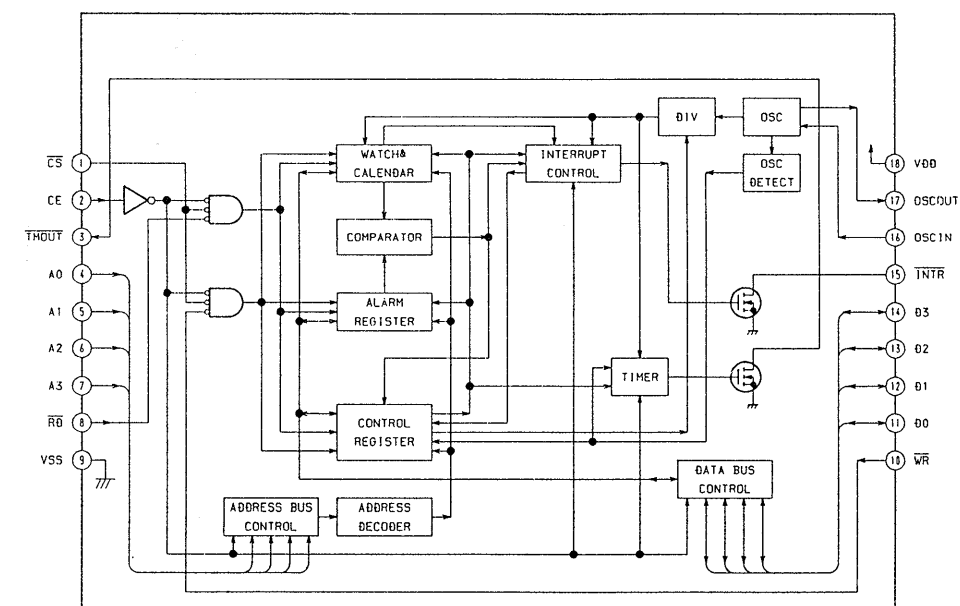 DIV
OSC
CS
1
WATCH&
CALENDAR
INTERRUPT
CONTROL
OSC
DETECT
18
VDD
CE
2
17
OSCOUT
TMOUT
3
COMPARATOR
16
OSCIN
A0
4
15
INTR
A1
5
ALARM
REGISTER
14
D3
A2
6
13
D2
A3
7
TIMER
12
D1
RD
8
CONTROL
REGISTER
11
D0
VSS
9
10
WR
DATA BUS
CONTROL
ADDRESS BUS
CONTROL
ADDRESS
DECODER